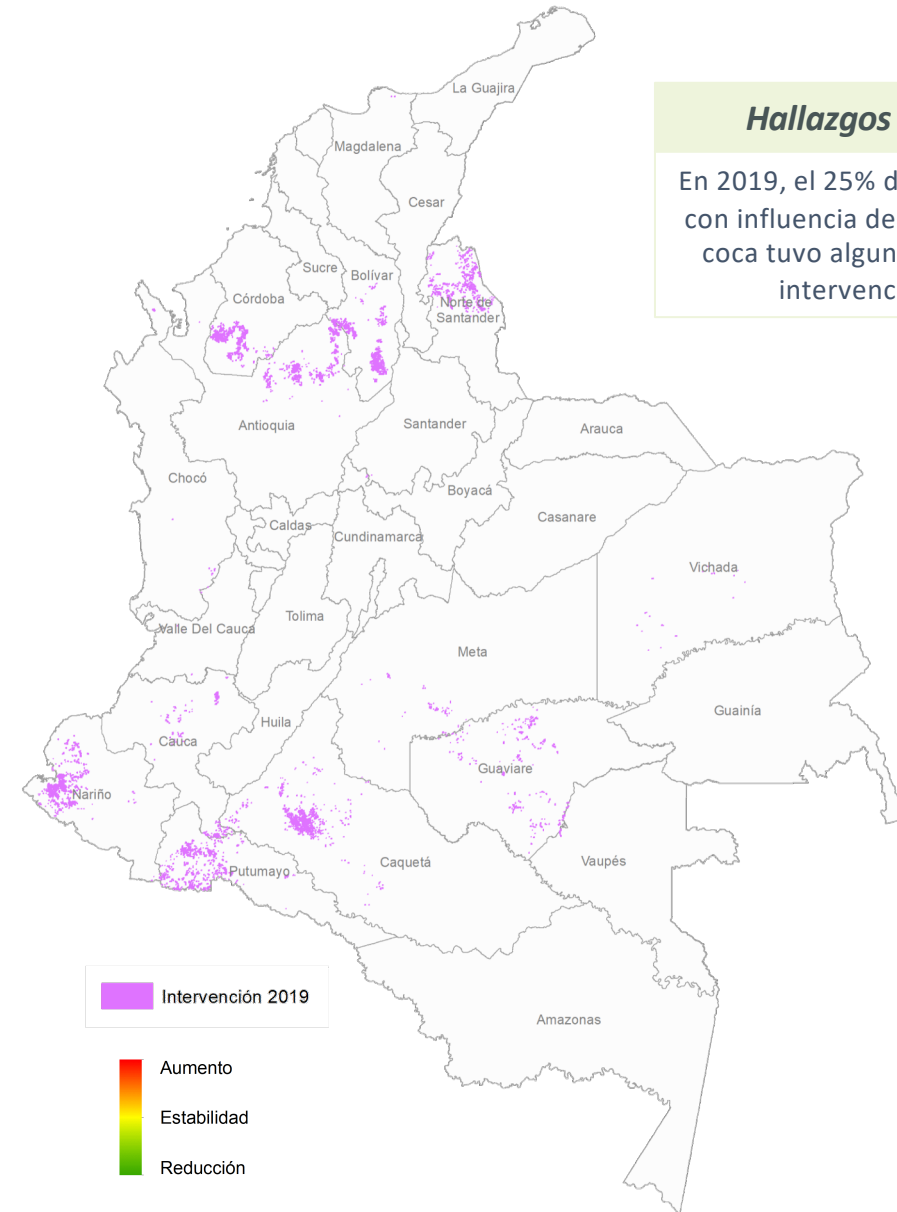 La Guajira
Hallazgos
Magdalena
En 2019, el 25% d
con influencia de
coca tuvo algun
intervenc
Cesar
Sucre
Bolívar
Córdoba
Norte de
Santander
Antioquia
Santander
Arauca
Chocó
Boyacá
Casanare
Caldas
Cundinamarca
Vichada
Tolima
Valle Del Cauca
Meta
Guainía
Huila
Cauca
Guaviare
Nariño
Caquetá
Vaupés
Putumayo
Intervención 2019
Amazonas
Aumento
Estabilidad
Reducción